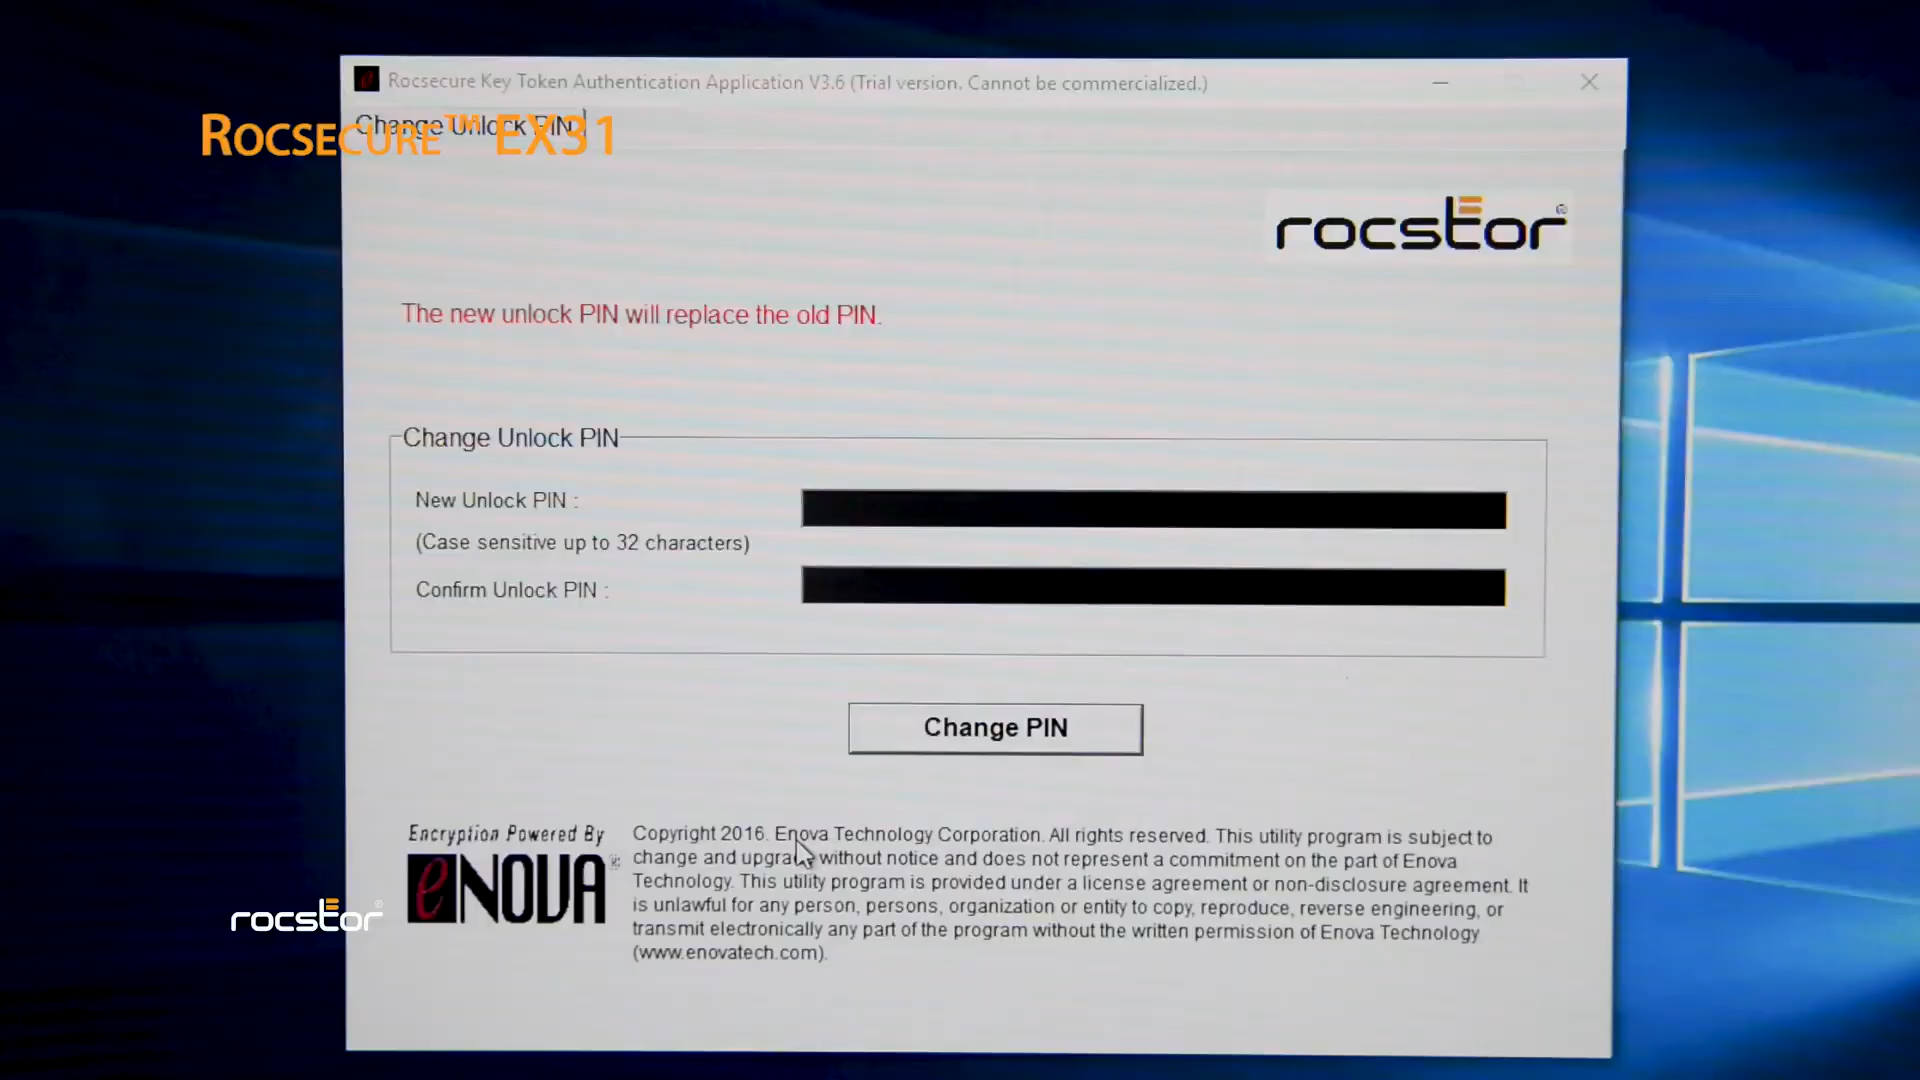 Rocsecure Key Token Authentication Application V3.6 (Trial version. Cannot be commercialized.)
Change Unlock PIN
ROCSECURE™ EX31
rocstor®
The new unlock PIN will replace the old PIN.
Change Unlock PIN
New Unlock PIN :
(Case sensitive up to 32 characters)
Confirm Unlock PIN :
Change PIN
Encryption Powered By
eNOVA®
Copyright 2016. Enova Technology Corporation. All rights reserved. This utility program is subject to
change and upgrade without notice and does not represent a commitment on the part of Enova
Technology. This utility program is provided under a license agreement or non-disclosure agreement. It
is unlawful for any person, persons, organization or entity to copy, reproduce, reverse engineering, or
transmit electronically any part of the program without the written permission of Enova Technology
(www.enovatech.com).
rocstor®